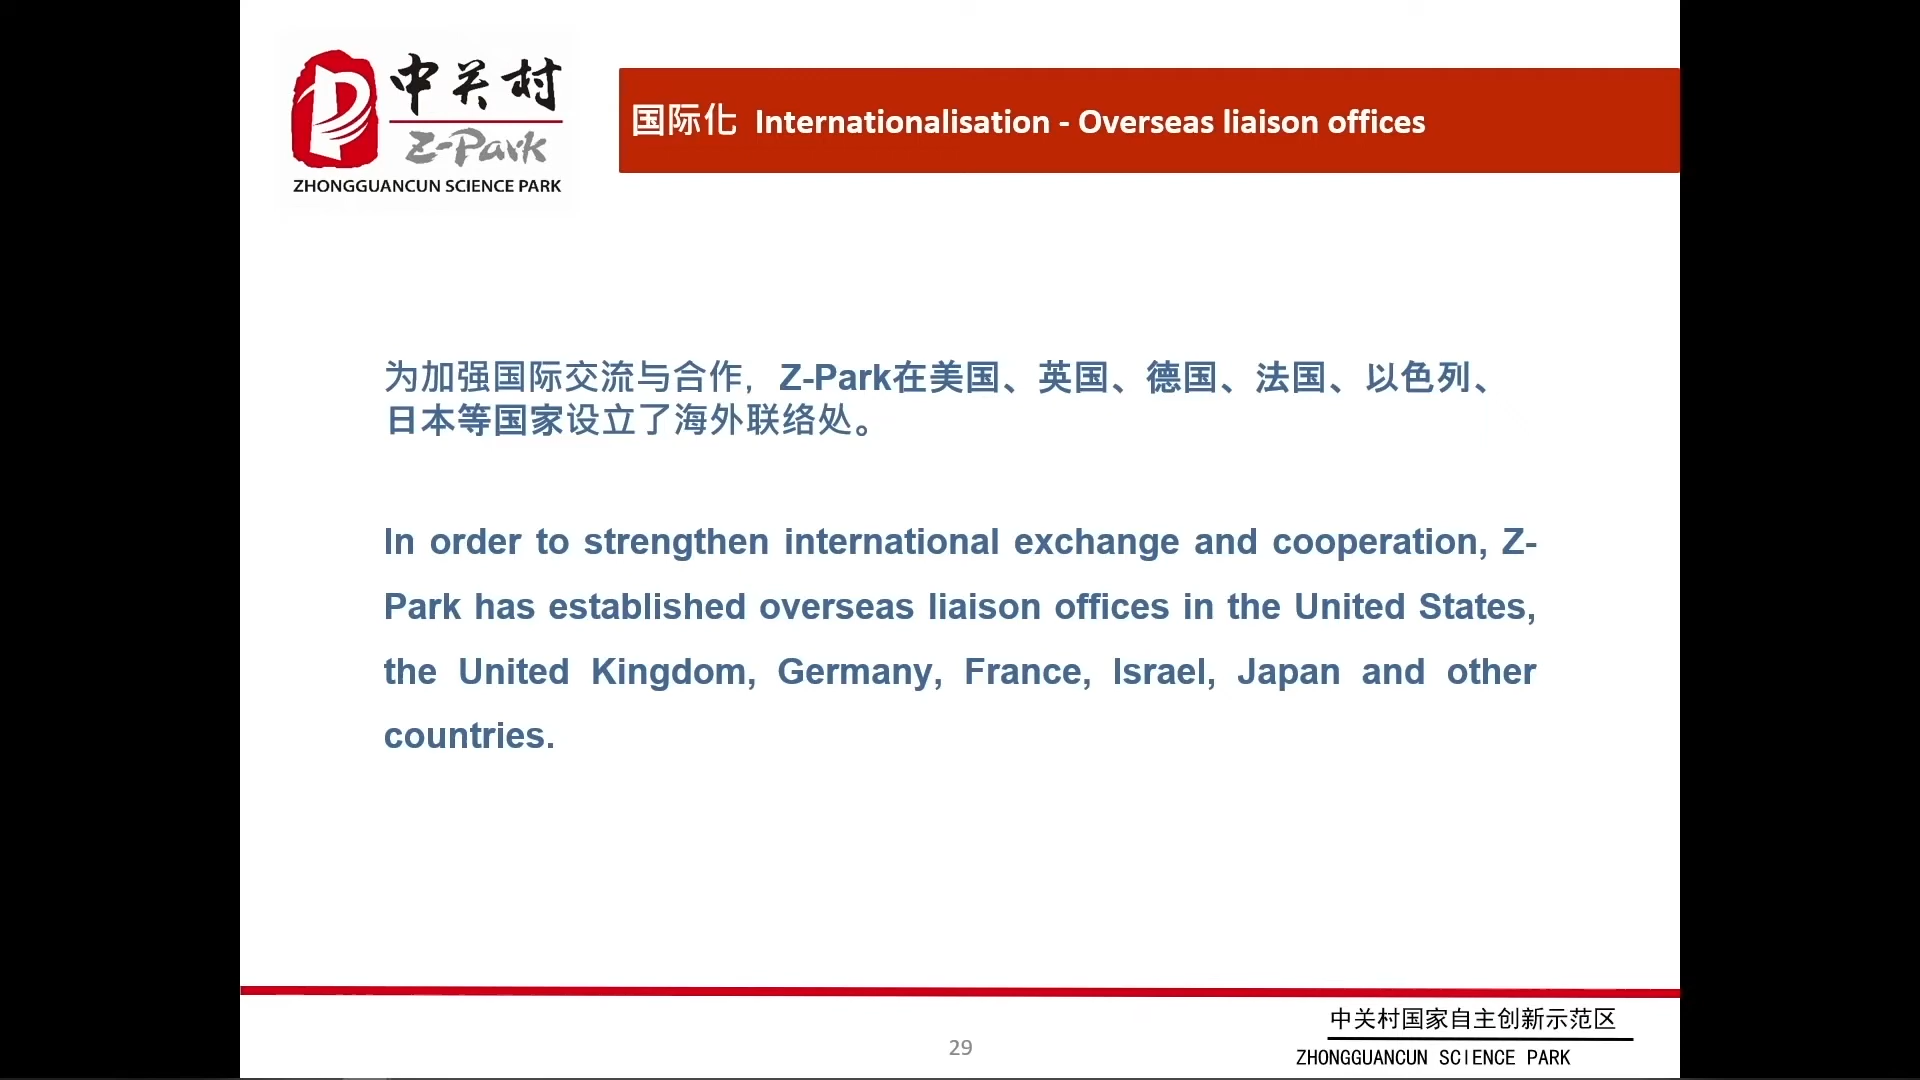 中关村
Z-Park
ZHONGGUANCUN SCIENCE PARK
国际化 Internationalisation - Overseas liaison offices
为加强国际交流与合作，Z-Park在美国、英国、德国、法国、以色列、
日本等国家设立了海外联络处。
In order to strengthen international exchange and cooperation, Z-
Park has established overseas liaison offices in the United States,
the United Kingdom, Germany, France, Israel, Japan and other
countries.
29
中关村国家自主创新示范区
ZHONGGUANCUN SCIENCE PARK